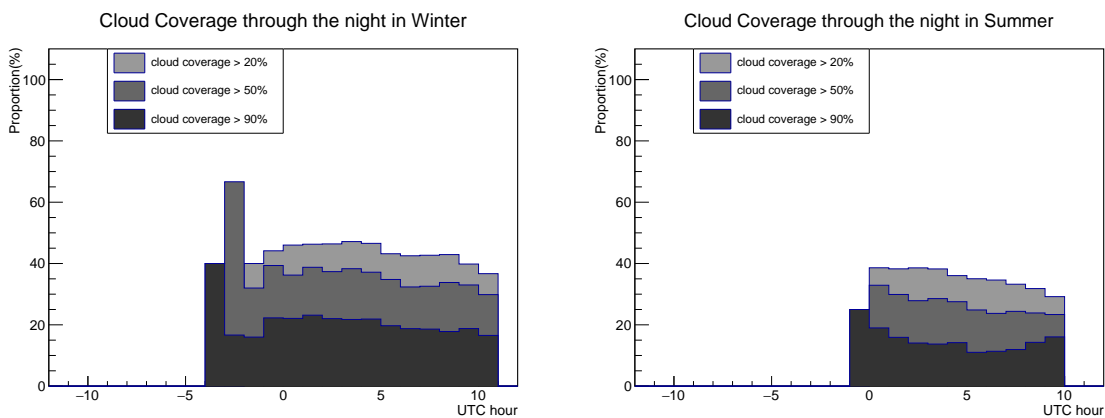 Cloud Coverage through the night in Winter
Proportion(%)
100
80
60
40
20
0
cloud coverage > 20%
cloud coverage > 50%
cloud coverage > 90%
−10 −5 0 5 10
UTC hour
Cloud Coverage through the night in Summer
Proportion(%)
100
80
60
40
20
0
cloud coverage > 20%
cloud coverage > 50%
cloud coverage > 90%
−10 −5 0 5 10
UTC hour